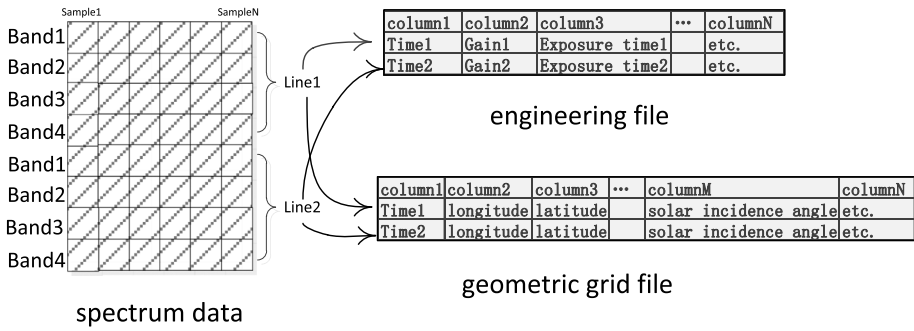 Sample1 SampleN
Band1
Band2
Band3
Band4
Band1
Band2
Band3
Band4
spectrum data
Line1
Line2
column1 column2 column3 ... columnN
Time1 Gain1 Exposure time1 etc.
Time2 Gain2 Exposure time2 etc.
engineering file
column1 column2 column3 ... columnM columnN
Time1 longitude latitude solar incidence angle etc.
Time2 longitude latitude solar incidence angle etc.
geometric grid file